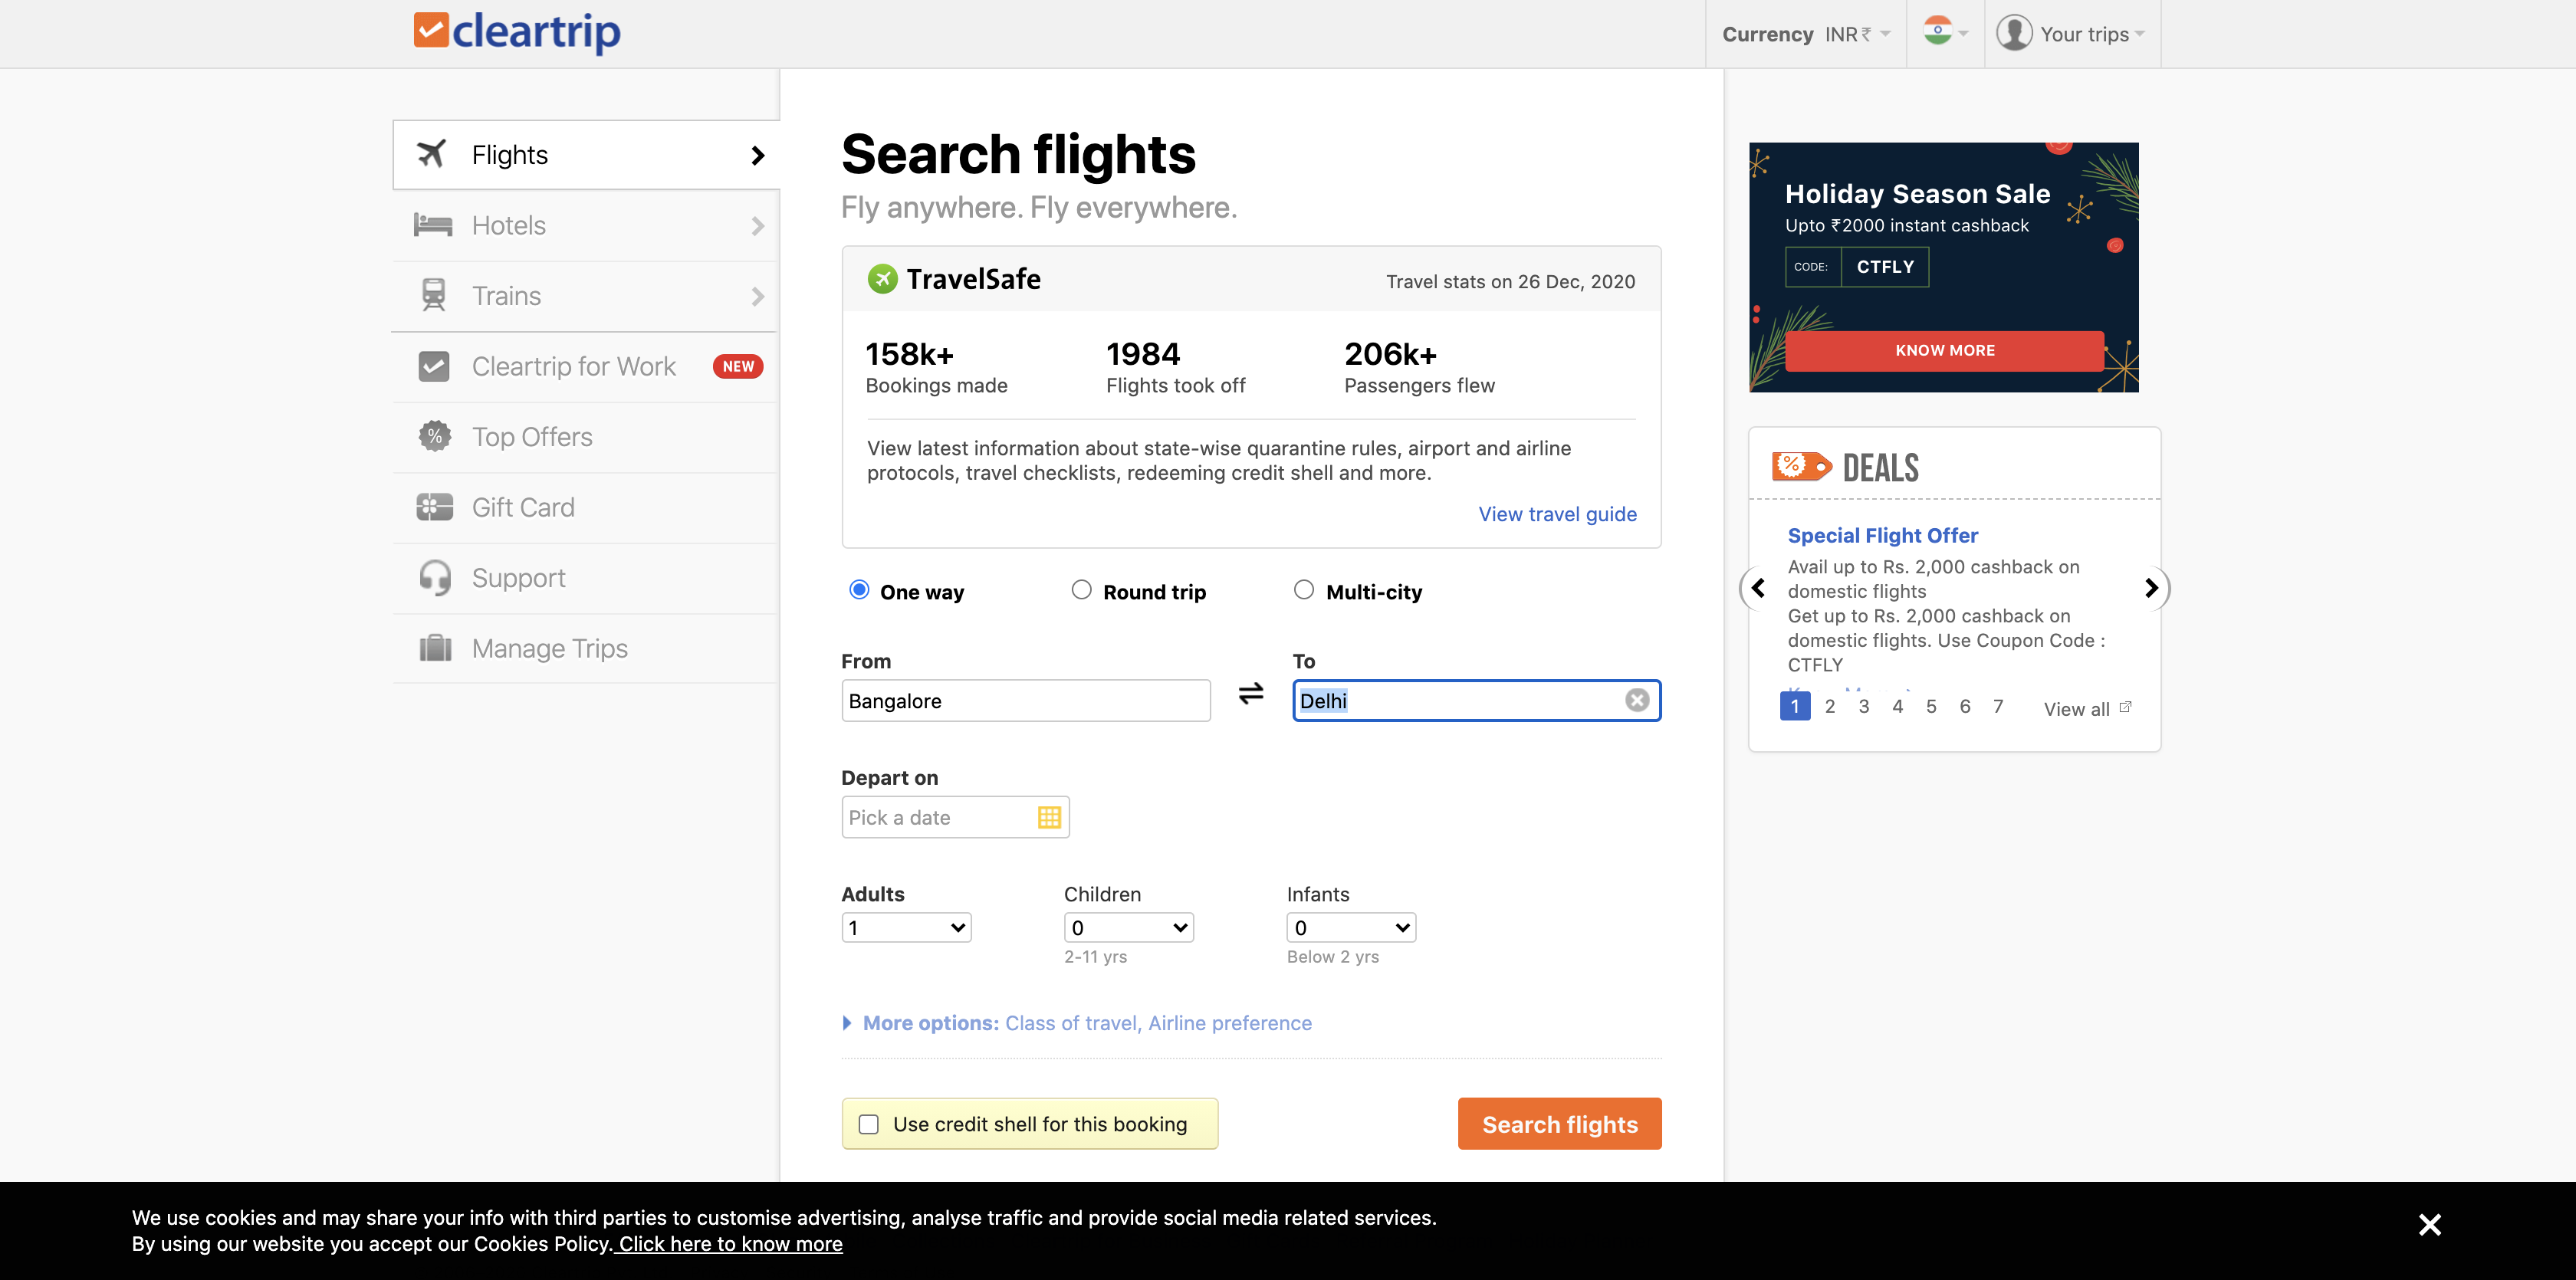 cleartrip
Currency INR ₹
Your trips
Flights
Hotels
Trains
Cleartrip for Work NEW
Top Offers
Gift Card
Support
Manage Trips
Search flights
Fly anywhere. Fly everywhere.
TravelSafe
Travel stats on 26 Dec, 2020
158k+ 1984 206k+
Bookings made Flights took off Passengers flew
View latest information about state-wise quarantine rules, airport and airline
protocols, travel checklists, redeeming credit shell and more.
View travel guide
One way Round trip Multi-city
From To
Bangalore Delhi
Depart on
Pick a date
Adults Children Infants
1 0 0
2-11 yrs Below 2 yrs
More options: Class of travel, Airline preference
Use credit shell for this booking
Search flights
Holiday Season Sale
Upto ₹2000 instant cashback
CODE: CTFLY
KNOW MORE
% DEALS
Special Flight Offer
Avail up to Rs. 2,000 cashback on
domestic flights
Get up to Rs. 2,000 cashback on
domestic flights. Use Coupon Code :
CTFLY
1 2 3 4 5 6 7 View all
We use cookies and may share your info with third parties to customise advertising, analyse traffic and provide social media related services.
By using our website you accept our Cookies Policy. Click here to know more